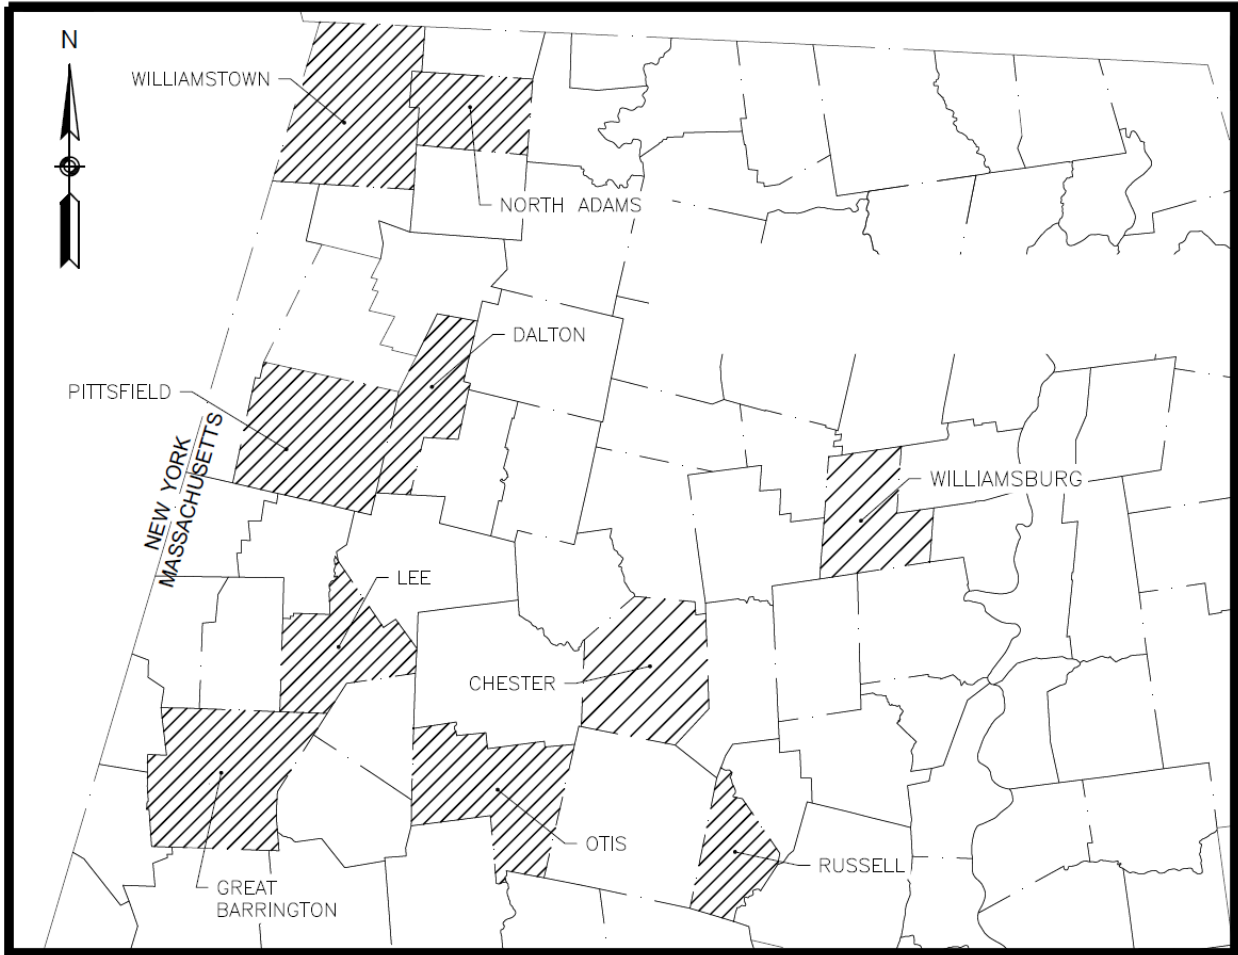 N
WILLIAMSTOWN
NORTH ADAMS
DALTON
PITTSFIELD
NEW YORK
MASSACHUSETTS
WILLIAMSBURG
LEE
CHESTER
OTIS
RUSSELL
GREAT
BARRINGTON